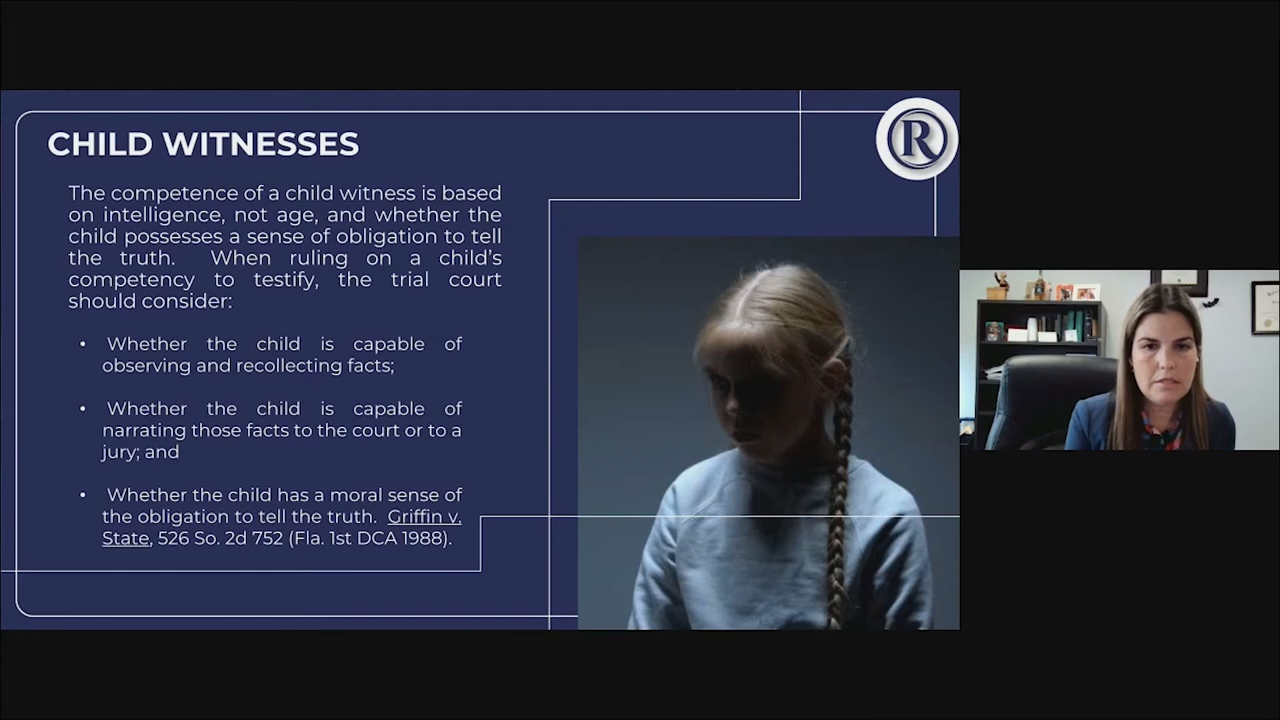 CHILD WITNESSES
R
The competence of a child witness is based
on intelligence, not age, and whether the
child possesses a sense of obligation to tell
the truth. When ruling on a child's
competency to testify, the trial court
should consider:
• Whether the child is capable of
observing and recollecting facts;
• Whether the child is capable of
narrating those facts to the court or to a
jury; and
• Whether the child has a moral sense of
the obligation to tell the truth. Griffin v.
State, 526 So. 2d 752 (Fla. 1st DCA 1988).